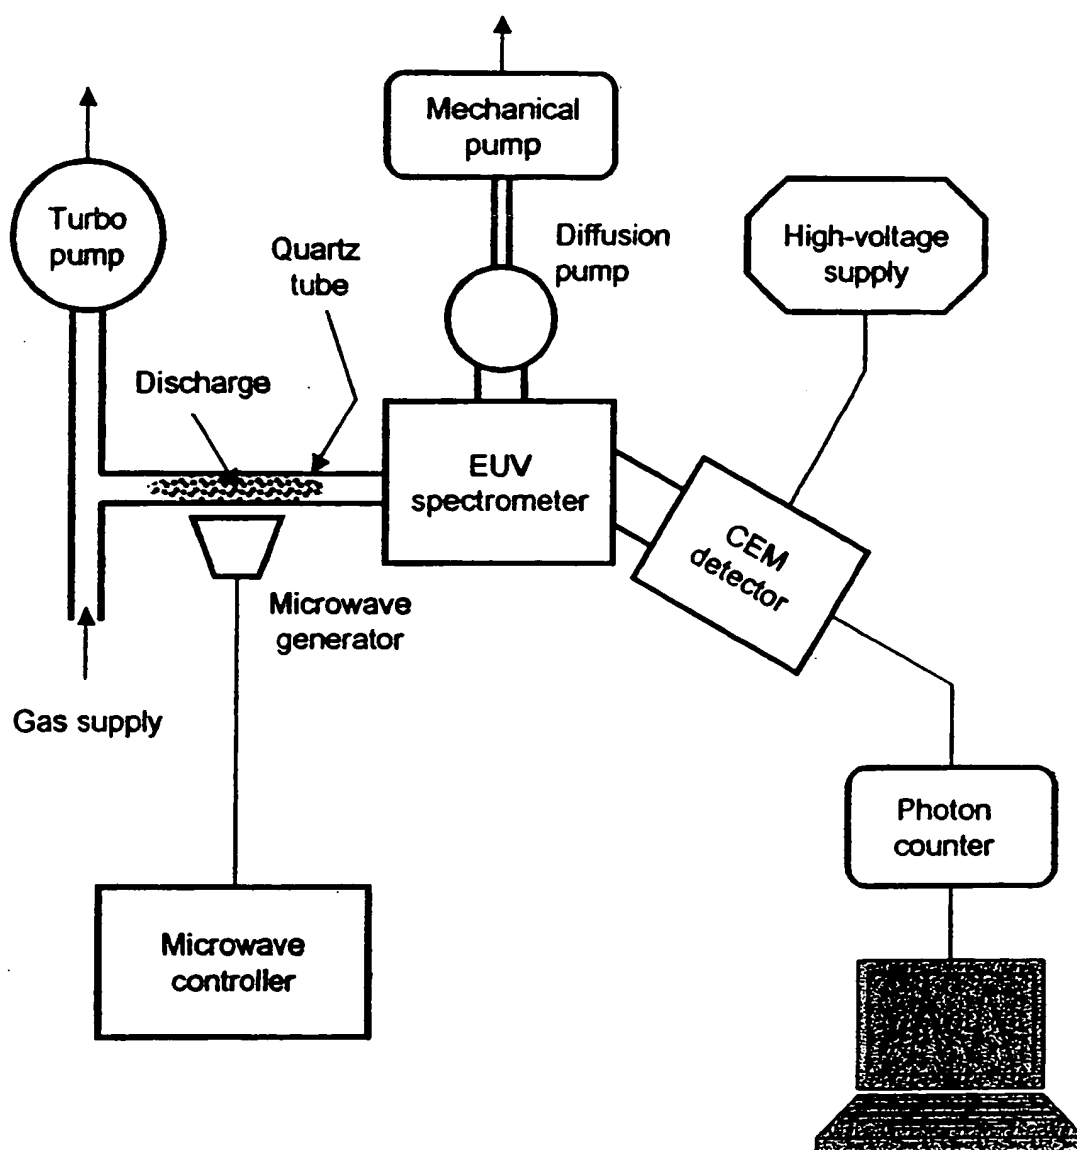 Mechanical
pump
Turbo
pump
Quartz
tube
Diffusion
pump
High-voltage
supply
Discharge
EUV
spectrometer
CEM
detector
Microwave
generator
Gas supply
Photon
counter
Microwave
controller